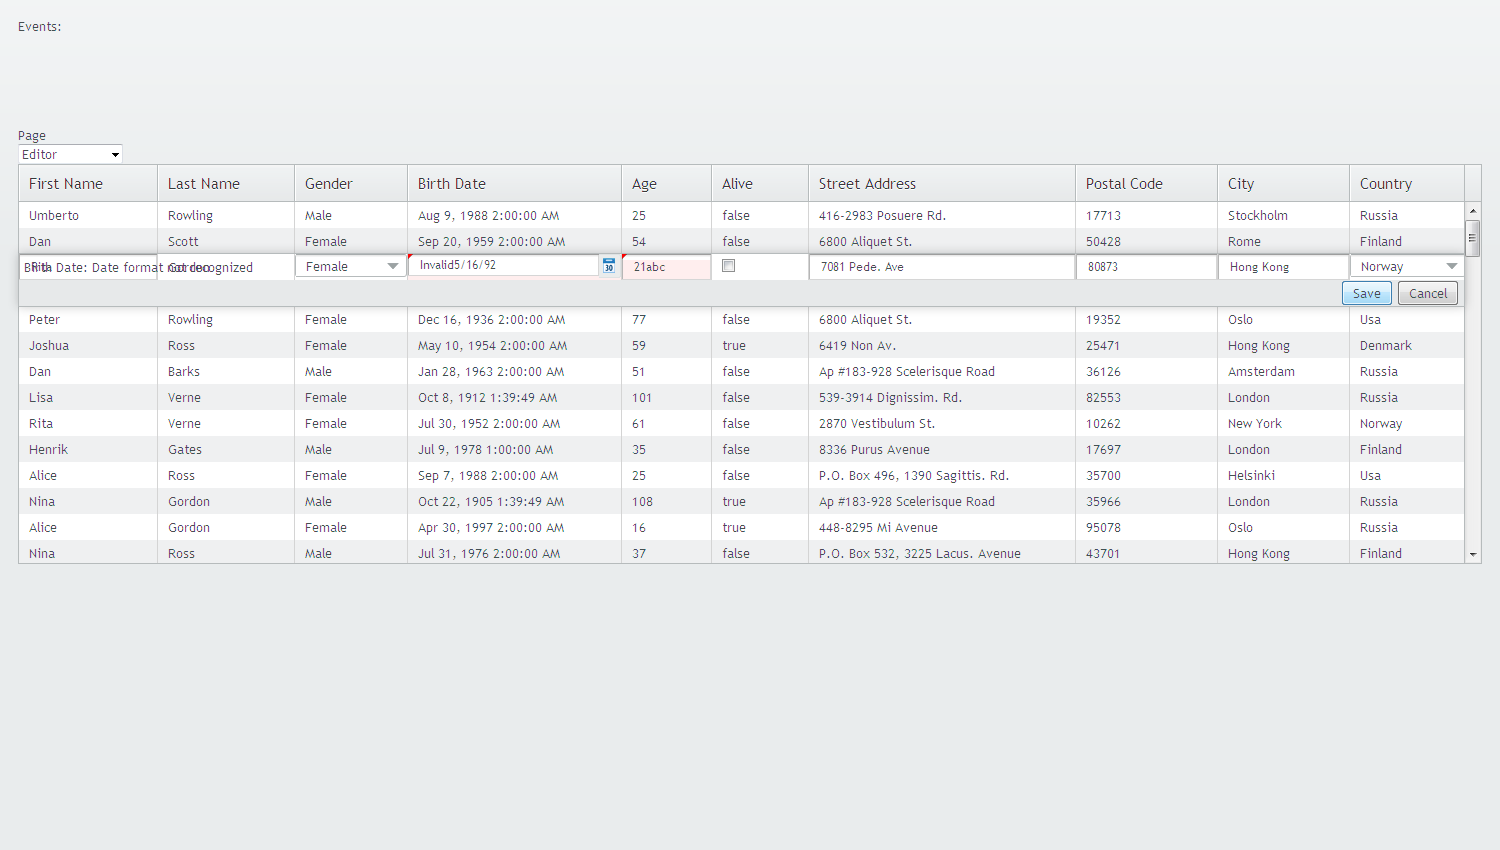 Events:
Page
Editor
First Name Last Name Gender Birth Date Age Alive Street Address Postal Code City Country
Umberto Rowling Male Aug 9, 1988 2:00:00 AM 25 false 416-2983 Posuere Rd. 17713 Stockholm Russia
Dan Scott Female Sep 20, 1959 2:00:00 AM 54 false 6800 Aliquet St. 50428 Rome Finland
Birth Date: Date format not recognized
Rita Gordon Female Invalid5/16/92 30 21abc 7081 Pede. Ave 80873 Hong Kong Norway
Save Cancel
Peter Rowling Female Dec 16, 1936 2:00:00 AM 77 false 6800 Aliquet St. 19352 Oslo Usa
Joshua Ross Female May 10, 1954 2:00:00 AM 59 true 6419 Non Av. 25471 Hong Kong Denmark
Dan Barks Male Jan 28, 1963 2:00:00 AM 51 false Ap #183-928 Scelerisque Road 36126 Amsterdam Russia
Lisa Verne Female Oct 8, 1912 1:39:49 AM 101 false 539-3914 Dignissim. Rd. 82553 London Russia
Rita Verne Female Jul 30, 1952 2:00:00 AM 61 false 2870 Vestibulum St. 10262 New York Norway
Henrik Gates Male Jul 9, 1978 1:00:00 AM 35 false 8336 Purus Avenue 17697 London Finland
Alice Ross Female Sep 7, 1988 2:00:00 AM 25 false P.O. Box 496, 1390 Sagittis. Rd. 35700 Helsinki Usa
Nina Gordon Male Oct 22, 1905 1:39:49 AM 108 true Ap #183-928 Scelerisque Road 35966 London Russia
Alice Gordon Female Apr 30, 1997 2:00:00 AM 16 true 448-8295 Mi Avenue 95078 Oslo Russia
Nina Ross Male Jul 31, 1976 2:00:00 AM 37 false P.O. Box 532, 3225 Lacus. Avenue 43701 Hong Kong Finland